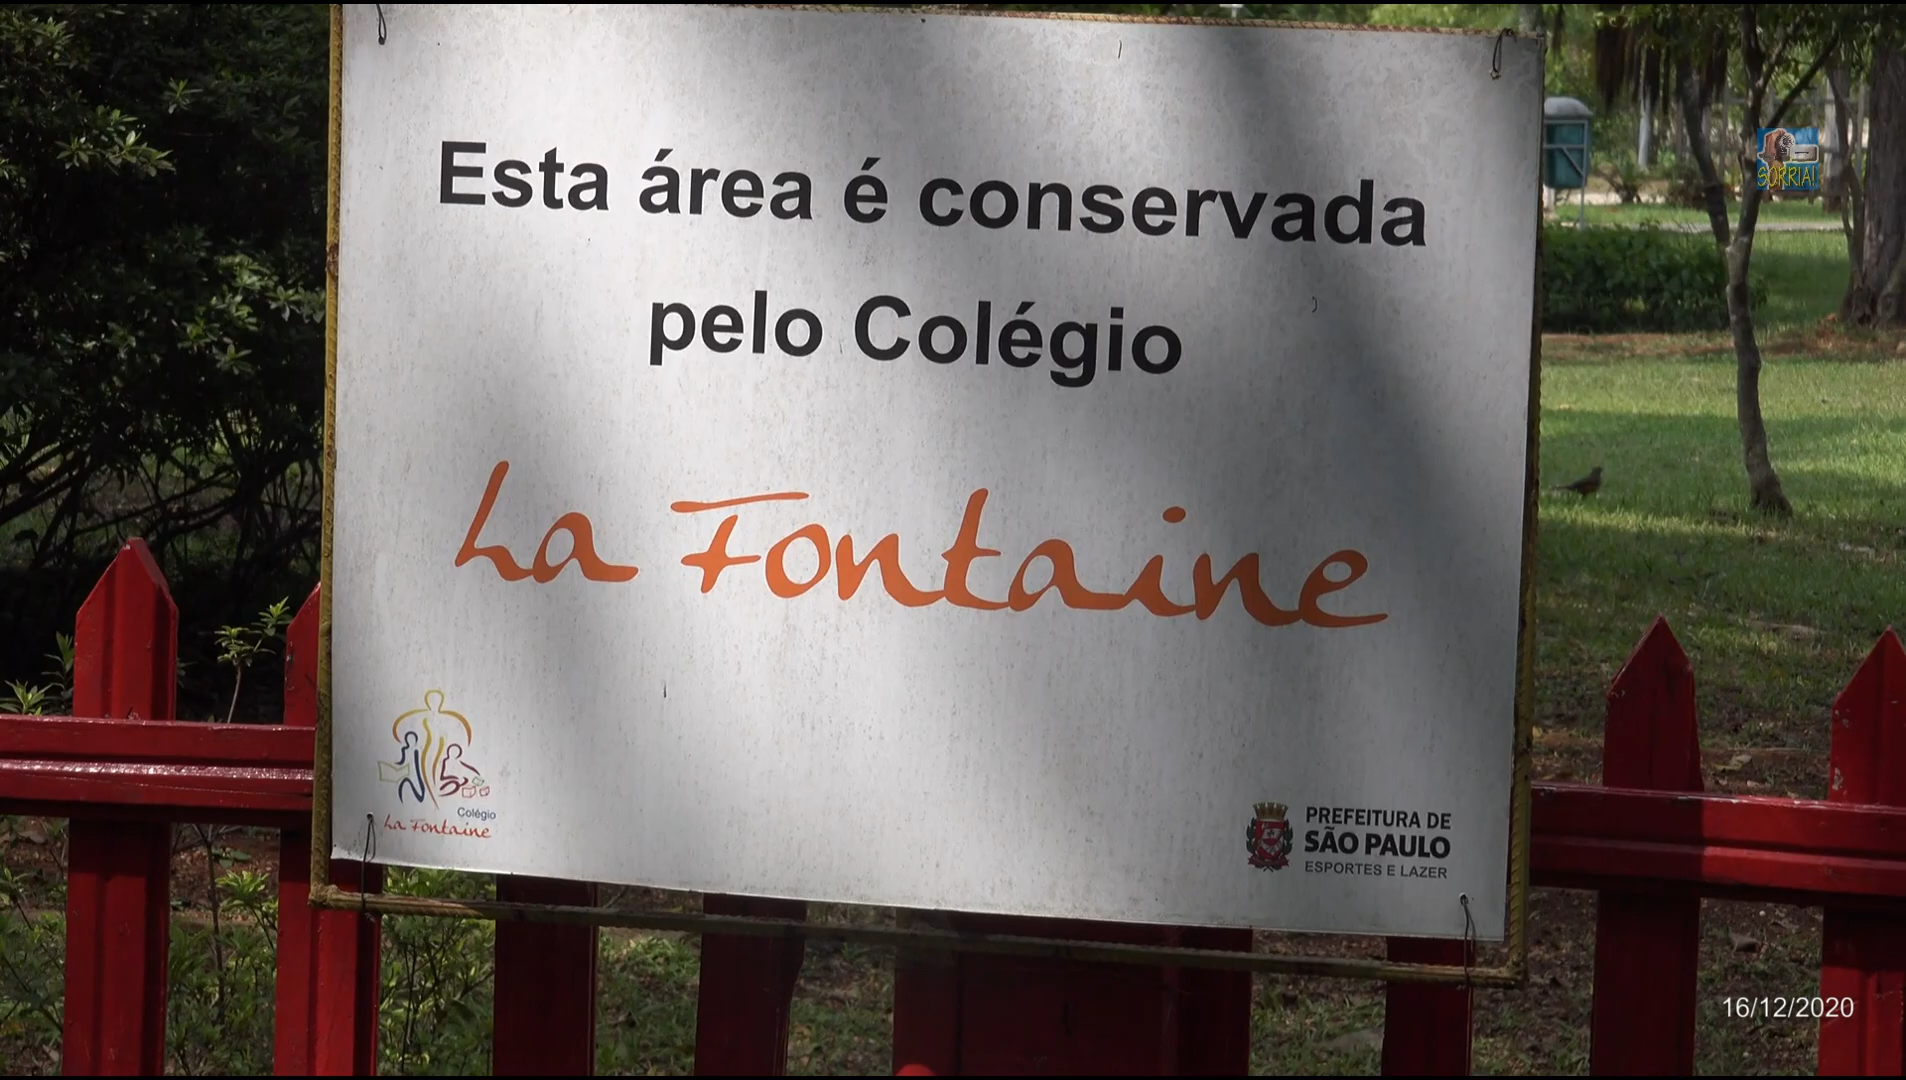 SORRIA!
Esta área é conservada
pelo Colégio
La Fontaine
Colégio
La Fontaine
PREFEITURA DE
SÃO PAULO
ESPORTES E LAZER
16/12/2020